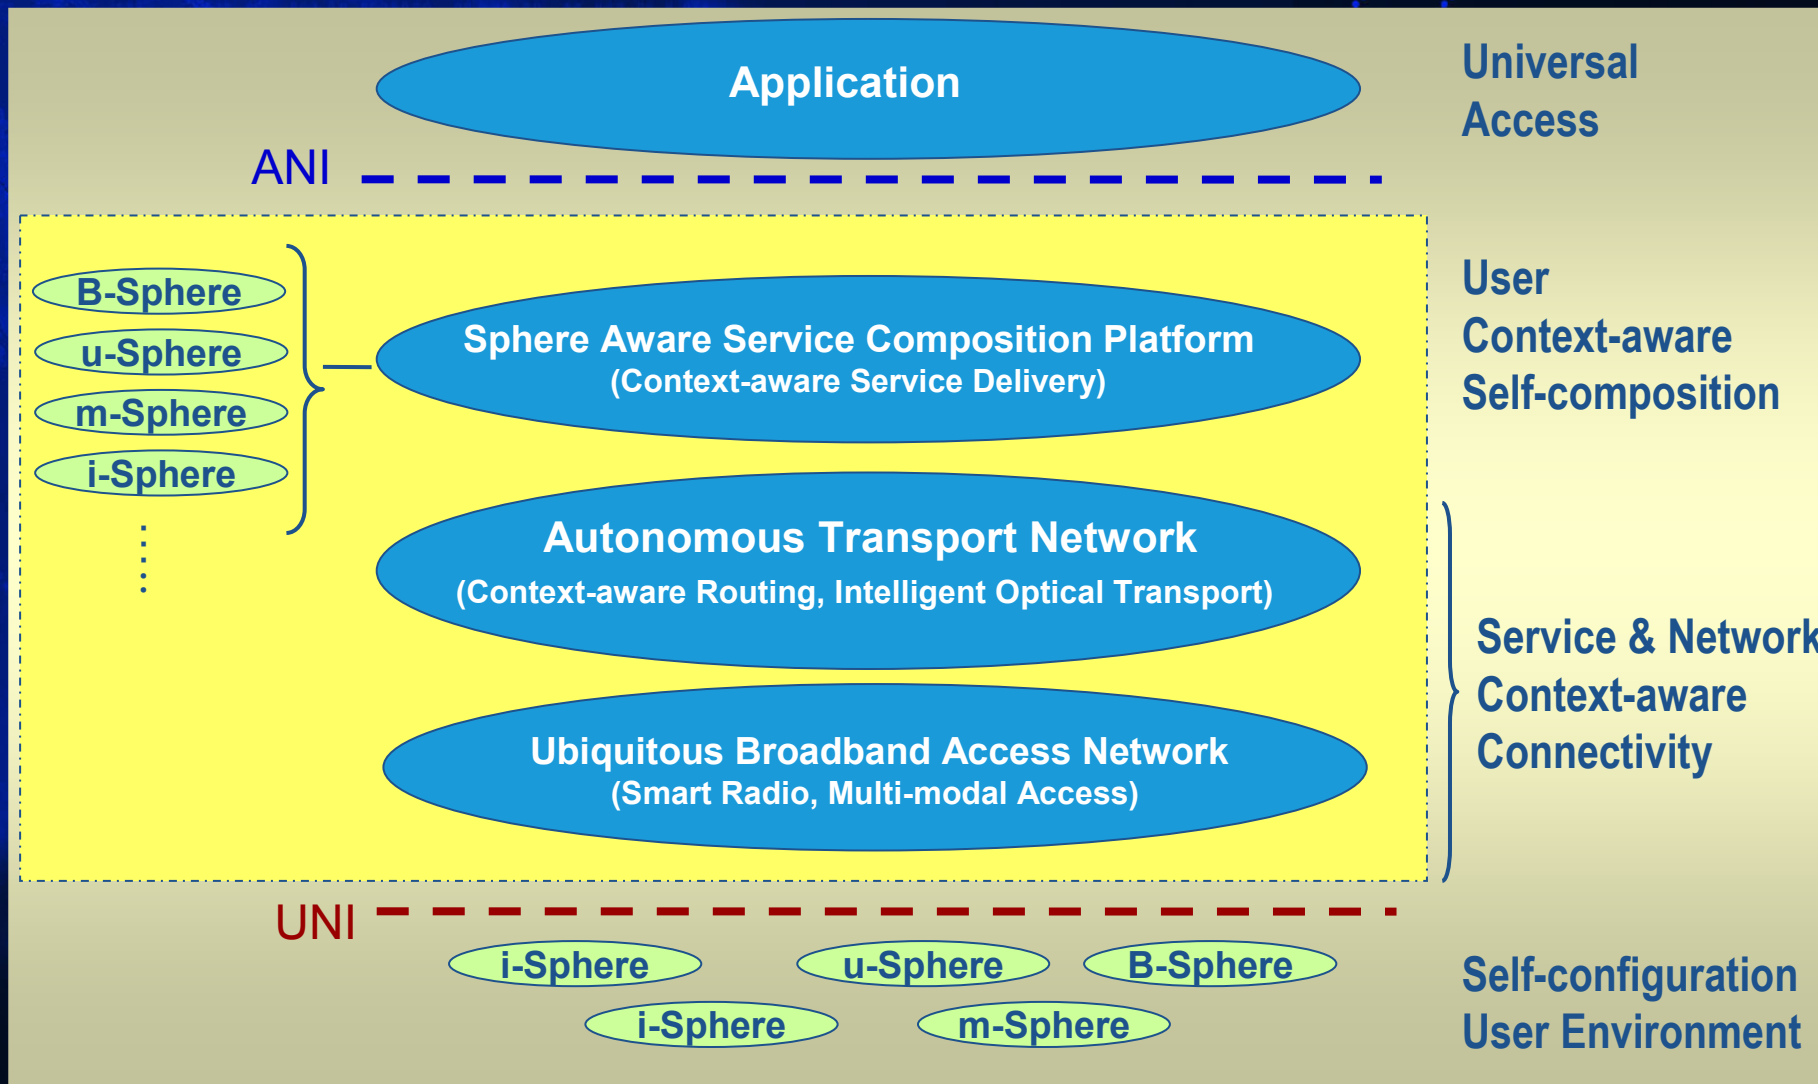 Application
Universal
Access
ANI
B-Sphere
u-Sphere
m-Sphere
i-Sphere
Sphere Aware Service Composition Platform
(Context-aware Service Delivery)
User
Context-aware
Self-composition
Autonomous Transport Network
(Context-aware Routing, Intelligent Optical Transport)
Ubiquitous Broadband Access Network
(Smart Radio, Multi-modal Access)
Service & Network
Context-aware
Connectivity
UNI
i-Sphere
u-Sphere
B-Sphere
i-Sphere
m-Sphere
Self-configuration
User Environment